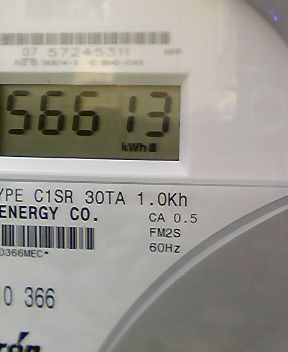 07 57245311
56613
kWh
YPE C1SR 30TA 1.0Kh
ENERGY CO.
CA 0.5
FM2S
60Hz
0366MEC*
0 366
rón